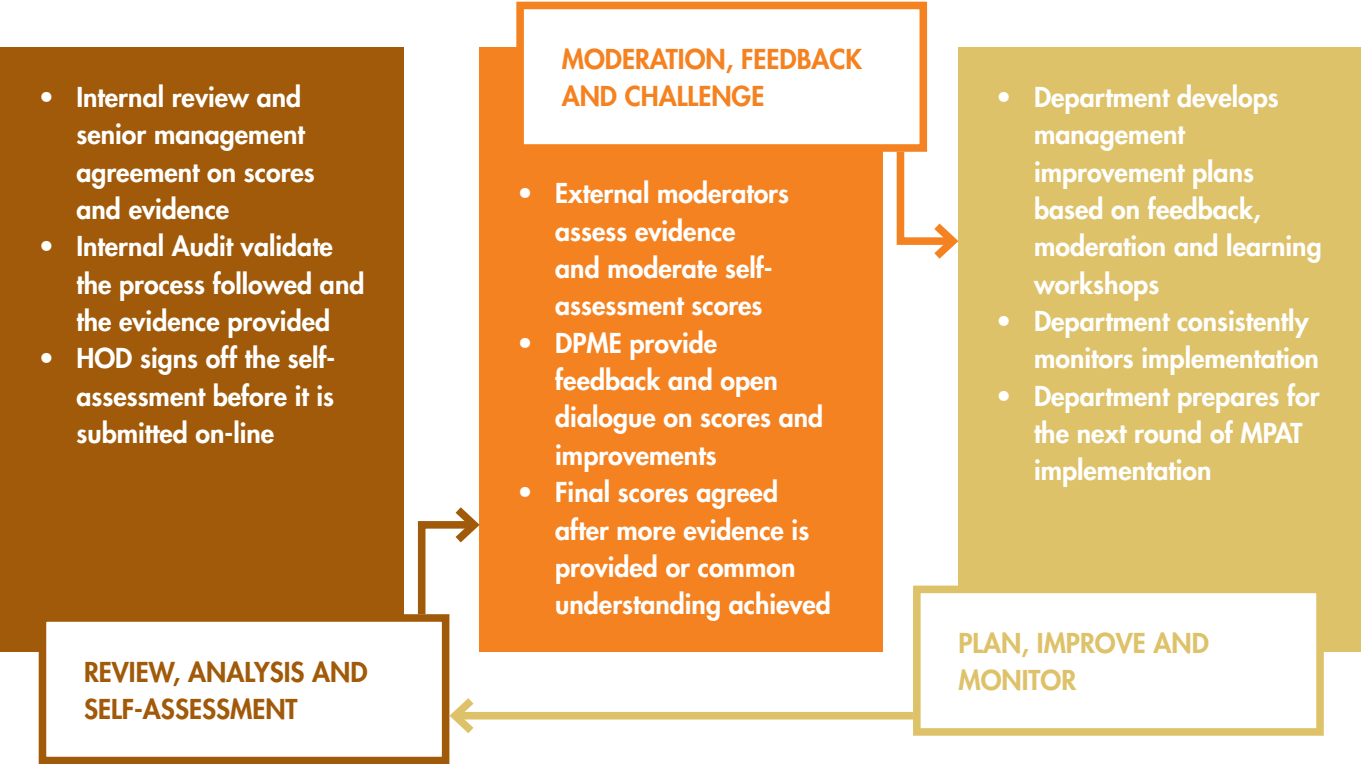 • Internal review and
senior management
agreement on scores
and evidence
• Internal Audit validate
the process followed and
the evidence provided
• HOD signs off the self-
assessment before it is
submitted on-line
REVIEW, ANALYSIS AND
SELF-ASSESSMENT
MODERATION, FEEDBACK
AND CHALLENGE
• External moderators
assess evidence
and moderate self-
assessment scores
• DPME provide
feedback and open
dialogue on scores and
improvements
• Final scores agreed
after more evidence is
provided or common
understanding achieved
• Department develops
management
improvement plans
based on feedback,
moderation and learning
workshops
• Department consistently
monitors implementation
• Department prepares for
the next round of MPAT
implementation
PLAN, IMPROVE AND
MONITOR